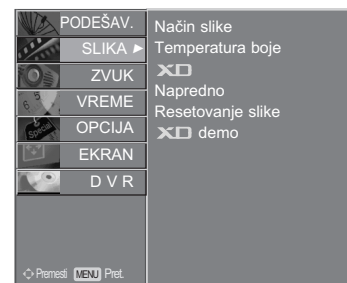 PODEŠAV.
SLIKA
ZVUK
VREME
OPCIJA
EKRAN
D V R
Način slike
Temperatura boje
XD
Napredno
Resetovanje slike
XD demo
Premesti MENU Pret.
Special